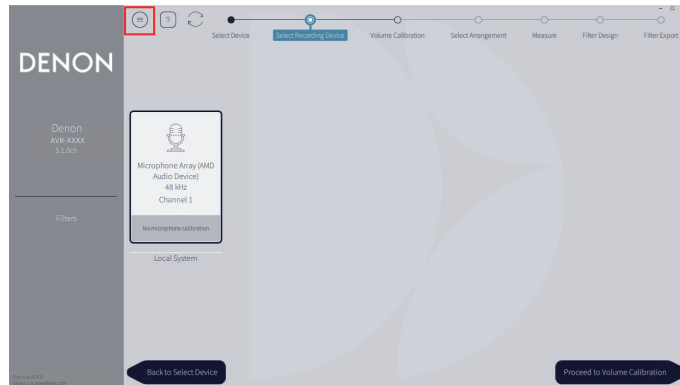 ?
Select Device
Select Recording Device
Volume Calibration
Select Arrangement
Measure
Filter Design
Filter Export
DENON
Denon
AVR-XXXX
5.1.0ch
Filters
Microphone Array (AMD
Audio Device)
48 kHz
Channel 1
No microphone calibration
Local System
Back to Select Device
Proceed to Volume Calibration